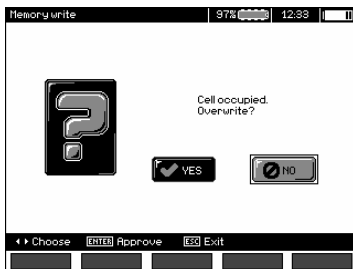 Memory write 97% 12:33
Cell occupied.
Overwrite?
YES NO
Choose ENTER Approve ESC Exit